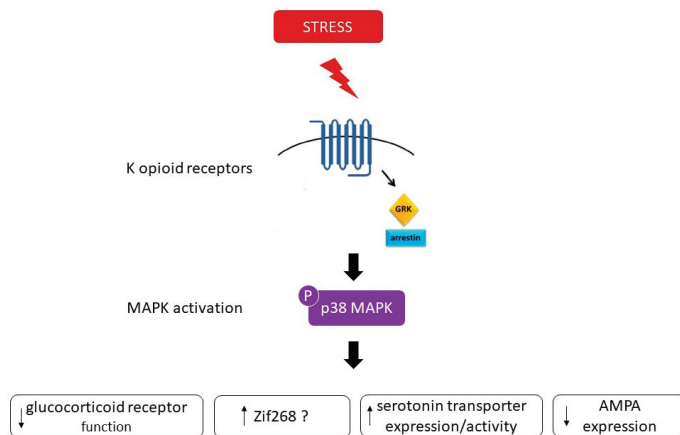 STRESS
K opioid receptors
GRK
arrestin
MAPK activation
P
p38 MAPK
↓ glucocorticoid receptor
function
↑ Zif268 ?
↑ serotonin transporter
expression/activity
↓ AMPA
expression